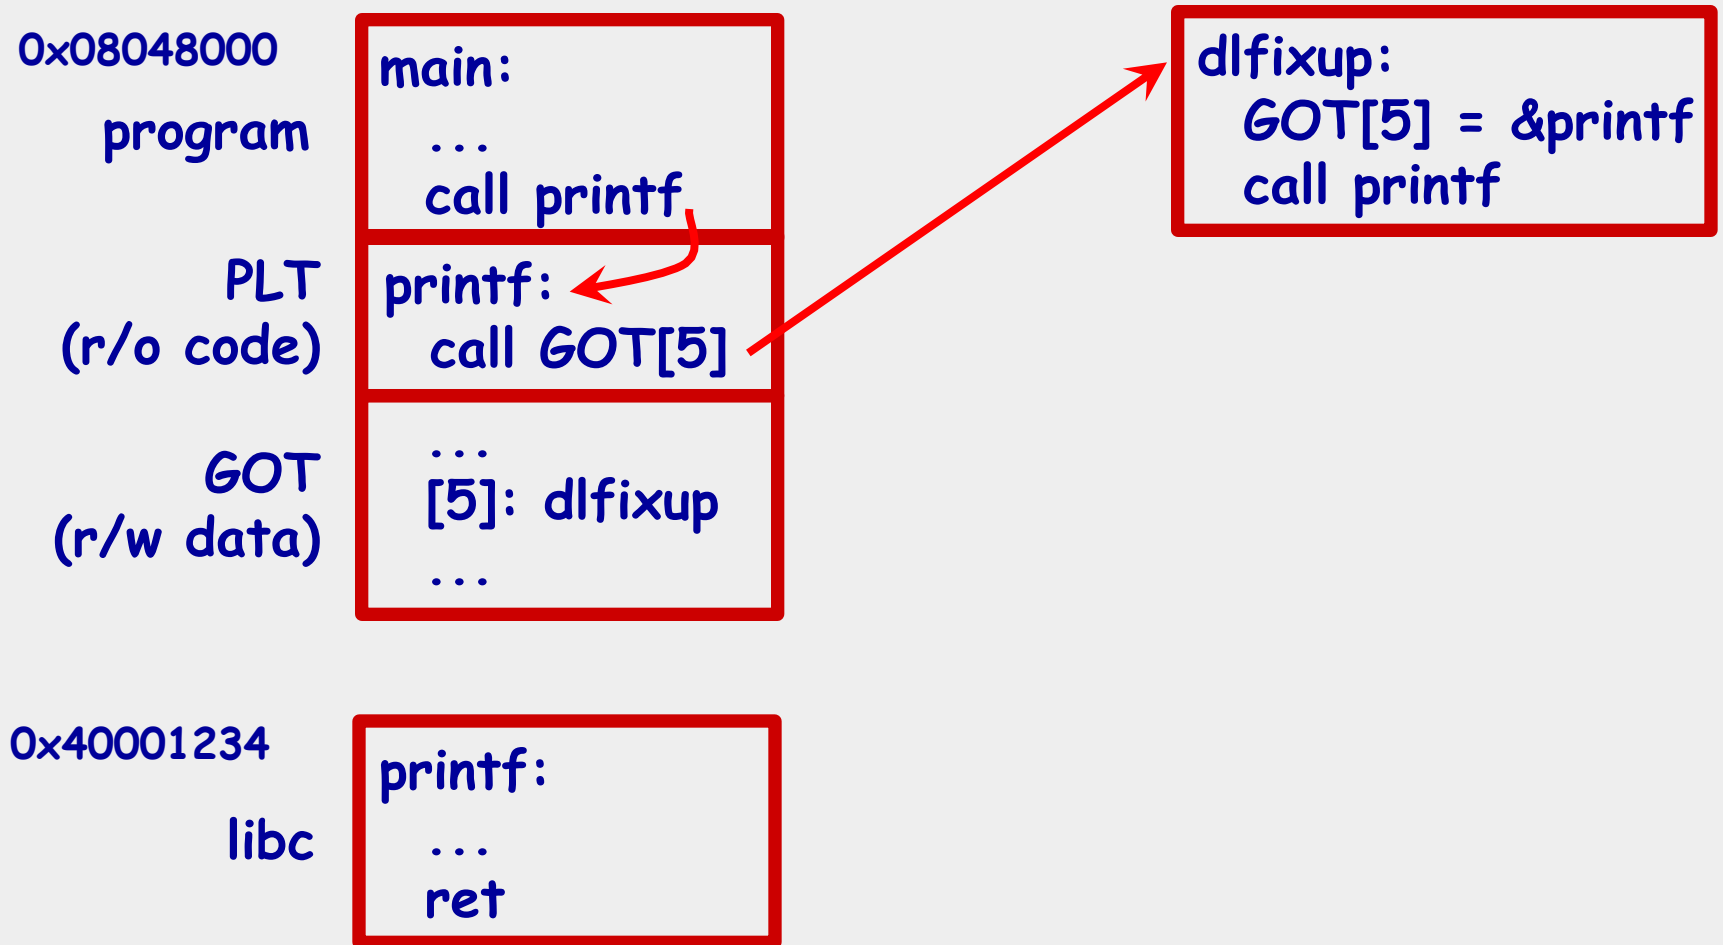 0x08048000
program
main:
...
call printf
PLT
(r/o code)
printf:
call GOT[5]
GOT
(r/w data)
...
[5]: dlfixup
...
dlfixup:
GOT[5] = &printf
call printf
0x40001234
libc
printf:
...
ret